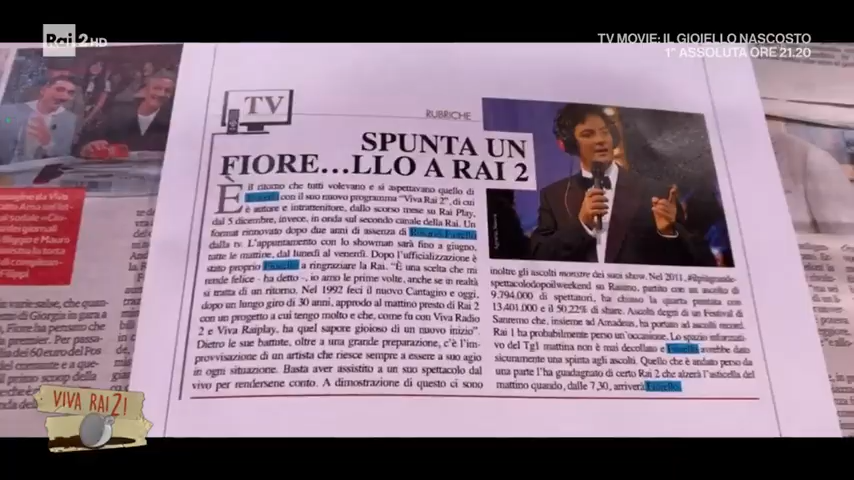 Rai 2 HD
TV MOVIE: IL GIOIELLO NASCOSTO
1^ ASSOLUTA ORE 21.20
TV
RUBRICHE
SPUNTA UN
FIORE...LLO A RAI 2
È il ritorno che tutti volevano e si aspettavano quello di
Fiorello con il suo nuovo programma "Viva Rai 2", di cui
è autore e intrattenitore, dallo scorso mese su Rai Play,
dal 5 dicembre, invece, in onda sul secondo canale della Rai. Un
format rinnovato dopo due anni di assenza di Rosario Fiorello
dalla tv. L'appuntamento con lo showman sarà fino a giugno,
tutte le mattine, dal lunedì al venerdì. Dopo l'ufficializzazione è
stato proprio Fiorello a ringraziare la Rai. "È una scelta che mi
rende felice - ha detto -, io amo le prime volte, anche se in realtà
si tratta di un ritorno. Nel 1992 feci il nuovo Cantagiro e oggi,
dopo un lungo giro di 30 anni, approdo al mattino presto di Rai 2
con un progetto a cui tengo molto e che, come fu con Viva Radio
2 e Viva Raiplay, ha quel sapore gioioso di un nuovo inizio".
Dietro le sue battute, oltre a una grande preparazione, c'è l'im-
provvisazione di un artista che riesce sempre a essere a suo agio
in ogni situazione. Basta aver assistito a un suo spettacolo dal
vivo per rendersene conto. A dimostrazione di questo ci sono
inoltre gli ascolti monstre dei suoi show. Nel 2011, #ilpiùgrande-
spettacolodopoilweekend su Raiuno, partito con un ascolto di
9.794.000 di spettatori, ha chiuso la quarta puntata con
13.401.000 e il 50,22% di share. Ascolti degni di un Festival di
Sanremo che, insieme ad Amadeus, ha portato ad ascolti record.
Rai 1 ha probabilmente perso un'occasione. Lo spazio informati-
vo del Tg1 mattina non è mai decollato e Fiorello avrebbe dato
sicuramente una spinta agli ascolti. Quello che è andato perso da
una parte l'ha guadagnato di certo Rai 2 che alzerà l'asticella del
mattino quando, dalle 7,30, arriverà Fiorello.
VIVA RAI 2!